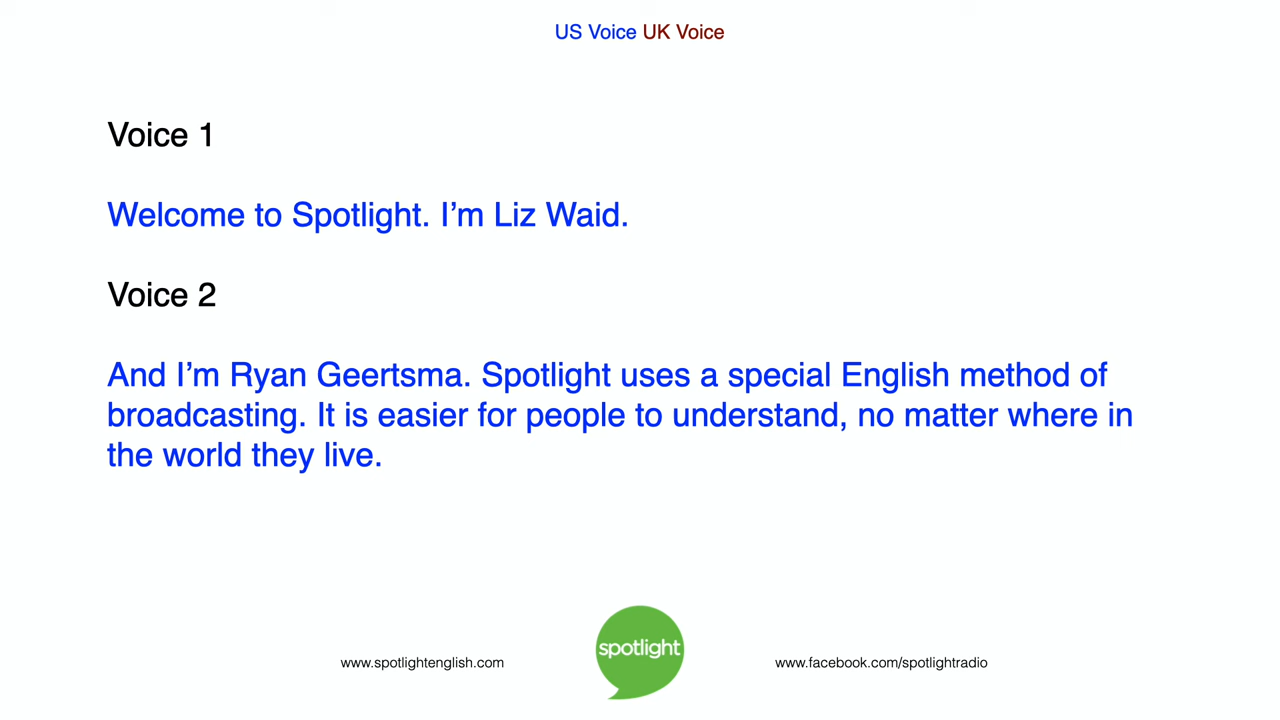 US Voice UK Voice
Voice 1
Welcome to Spotlight. I’m Liz Waid.
Voice 2
And I’m Ryan Geertsma. Spotlight uses a special English method of
broadcasting. It is easier for people to understand, no matter where in
the world they live.
www.spotlightenglish.com
spotlight
www.facebook.com/spotlightradio